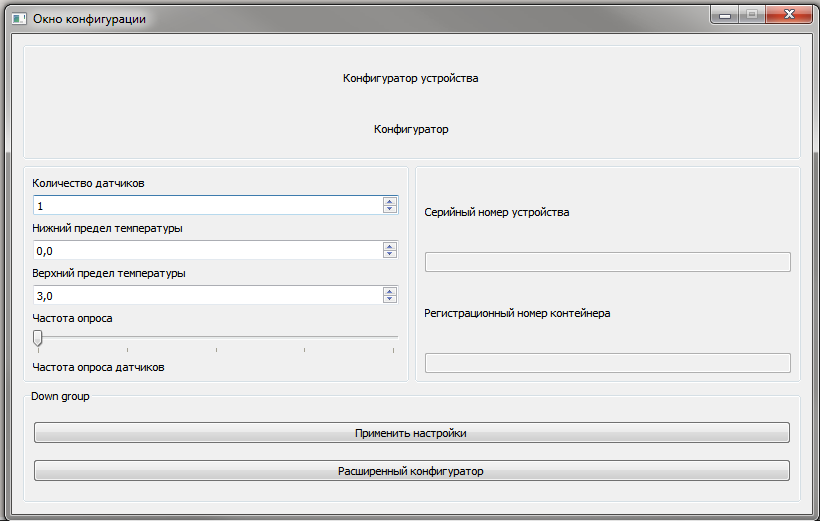 Окно конфигурации
Конфигуратор устройства
Конфигуратор
Количество датчиков
1
Нижний предел температуры
0,0
Верхний предел температуры
3,0
Частота опроса
Частота опроса датчиков
Серийный номер устройства
Регистрационный номер контейнера
Down group
Применить настройки
Расширенный конфигуратор